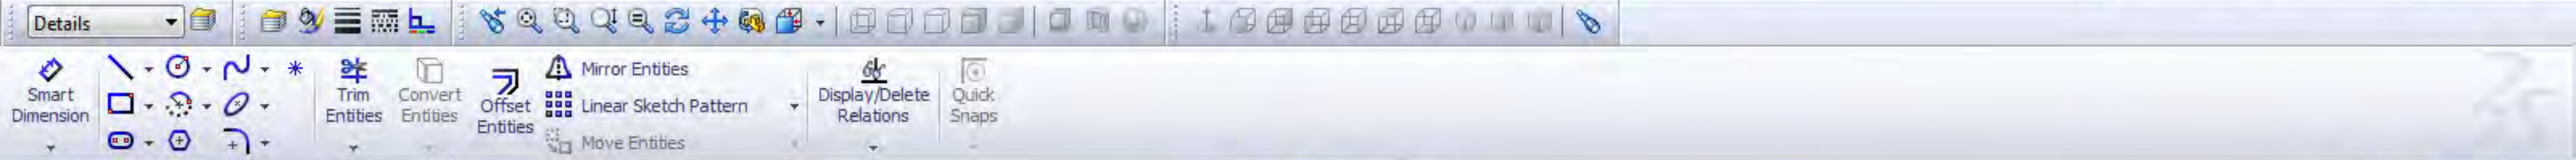 Details
Smart
Dimension
Trim
Entities
Convert
Entities
Offset
Entities
Mirror Entities
Linear Sketch Pattern
Move Entities
Display/Delete
Relations
Quick
Snaps